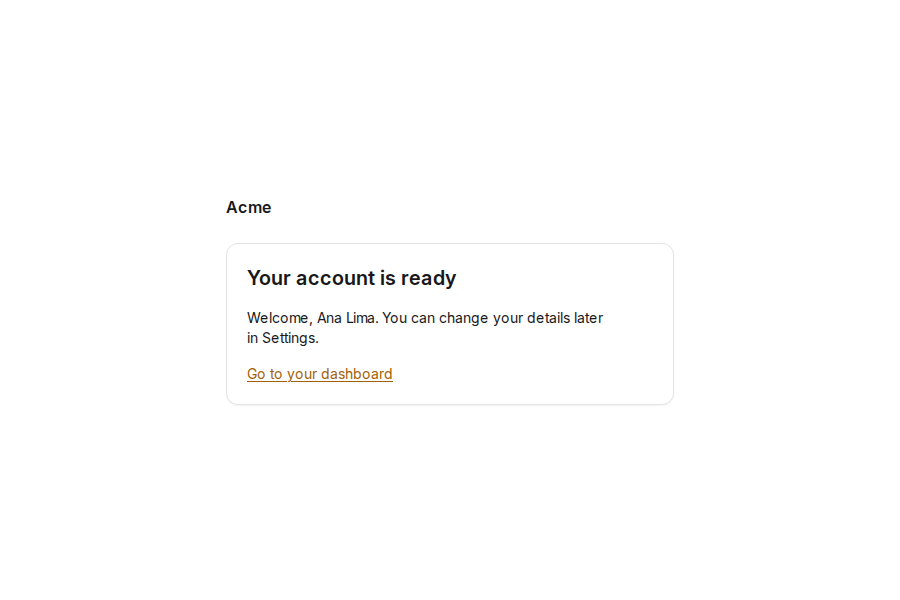 Acme
Your account is ready
Welcome, Ana Lima. You can change your details later
in Settings.
Go to your dashboard